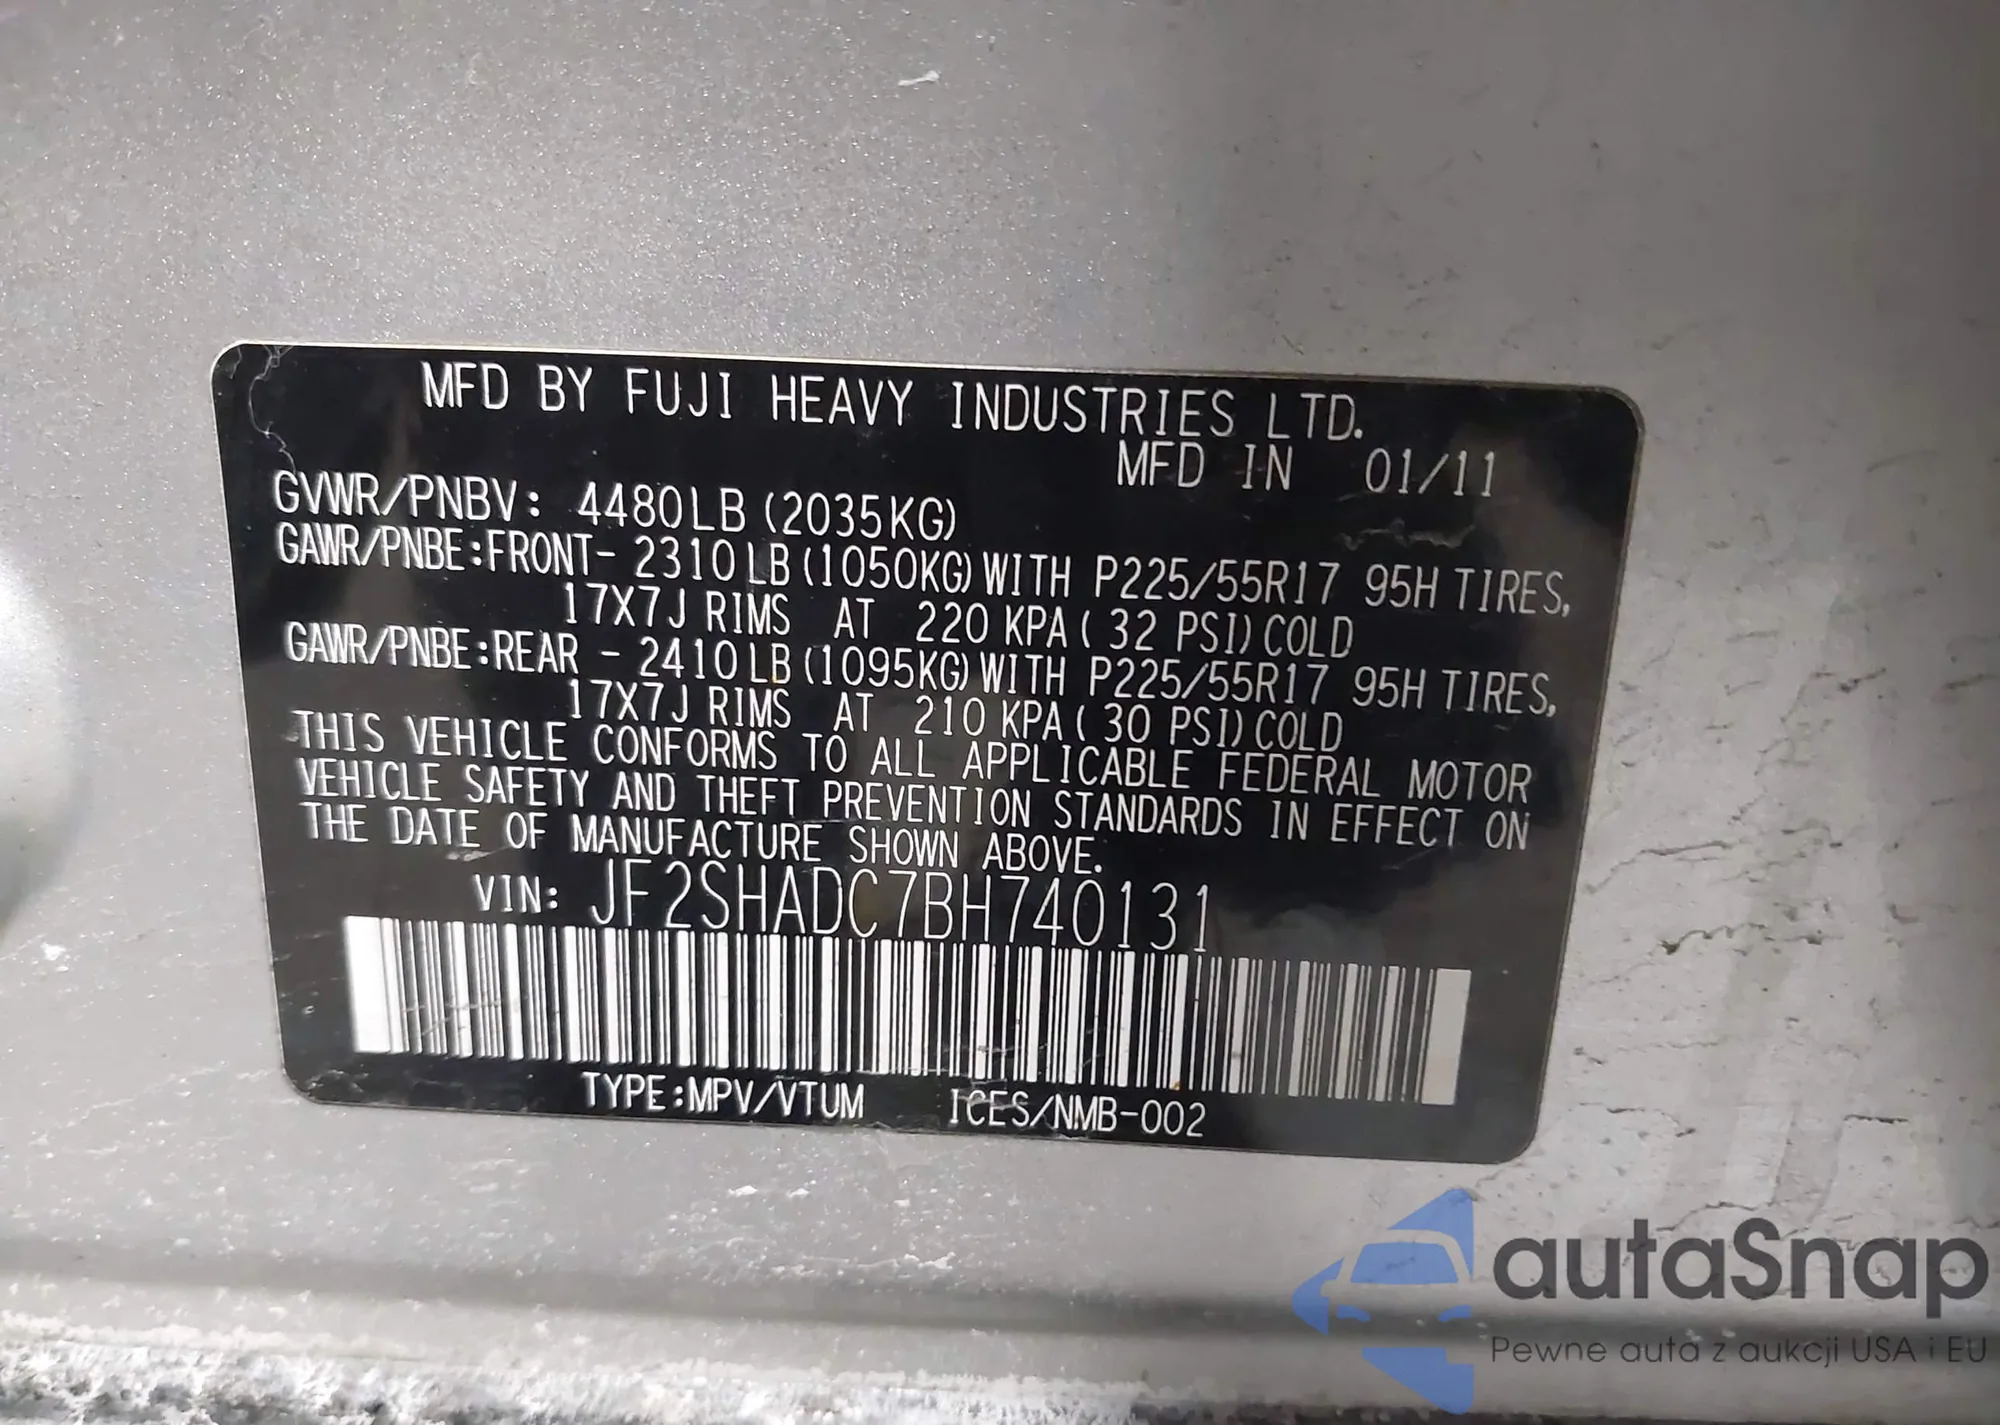 MFD BY FUJI HEAVY INDUSTRIES LTD.
MFD IN 01/11
GVWR/PNBV: 4480LB (2035KG)
GAWR/PNBE:FRONT- 2310LB (1050KG) WITH P225/55R17 95H TIRES,
17X7J RIMS AT 220 KPA ( 32 PSI) COLD
GAWR/PNBE:REAR - 2410LB (1095KG) WITH P225/55R17 95H TIRES,
17X7J RIMS AT 210 KPA ( 30 PSI) COLD
THIS VEHICLE CONFORMS TO ALL APPLICABLE FEDERAL MOTOR
VEHICLE SAFETY AND THEFT PREVENTION STANDARDS IN EFFECT ON
THE DATE OF MANUFACTURE SHOWN ABOVE.
VIN: JF2SHADC7BH740131
TYPE:MPV/VTUM ICES/NMB-002
autaSnap
Pewne auta z aukcji USA i EU